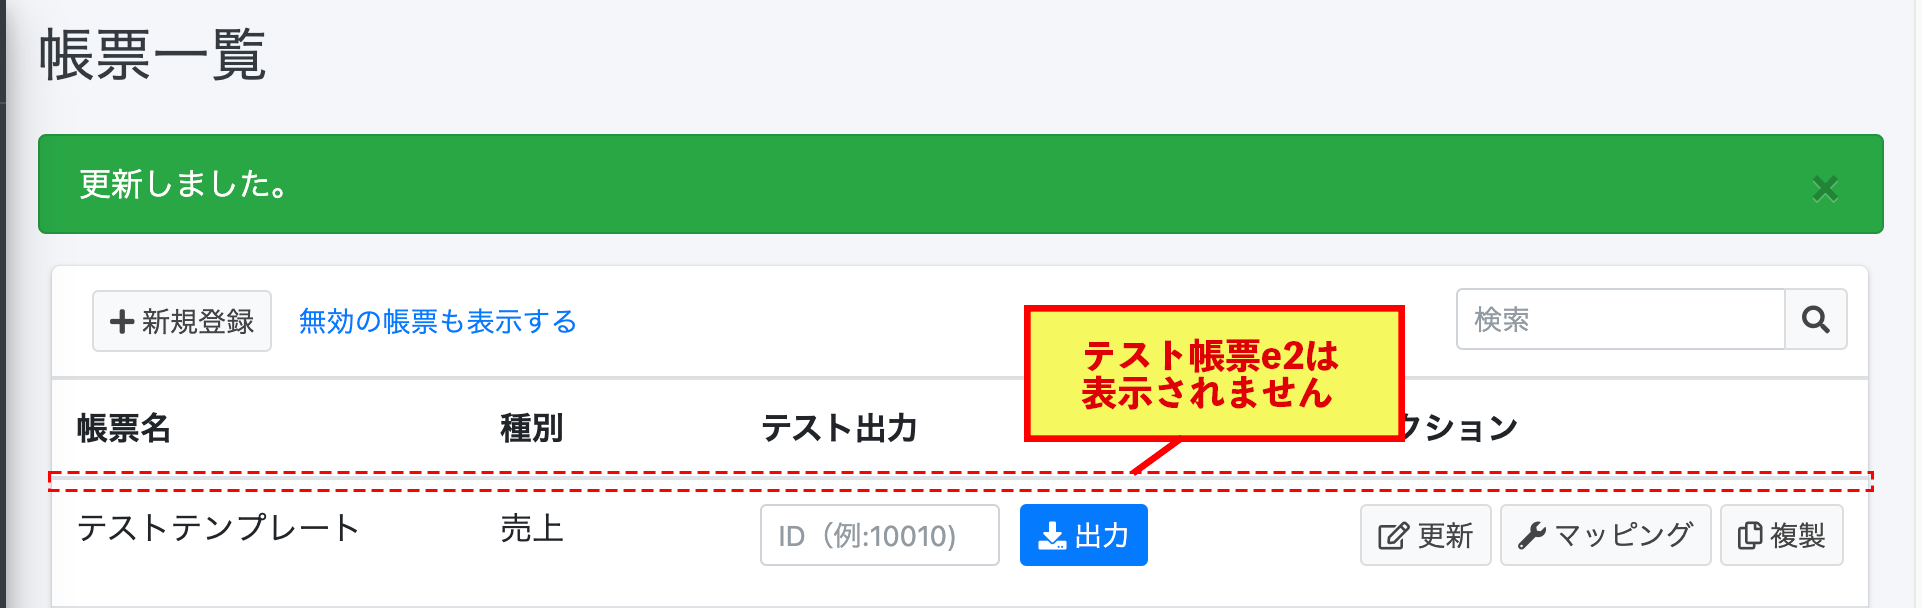 帳票一覧
更新しました。
新規登録 無効の帳票も表示する 検索
テスト帳票e2は
表示されません
帳票名 種別 テスト出力 クション
テストテンプレート 売上 ID（例:10010) 出力 更新 マッピング 複製